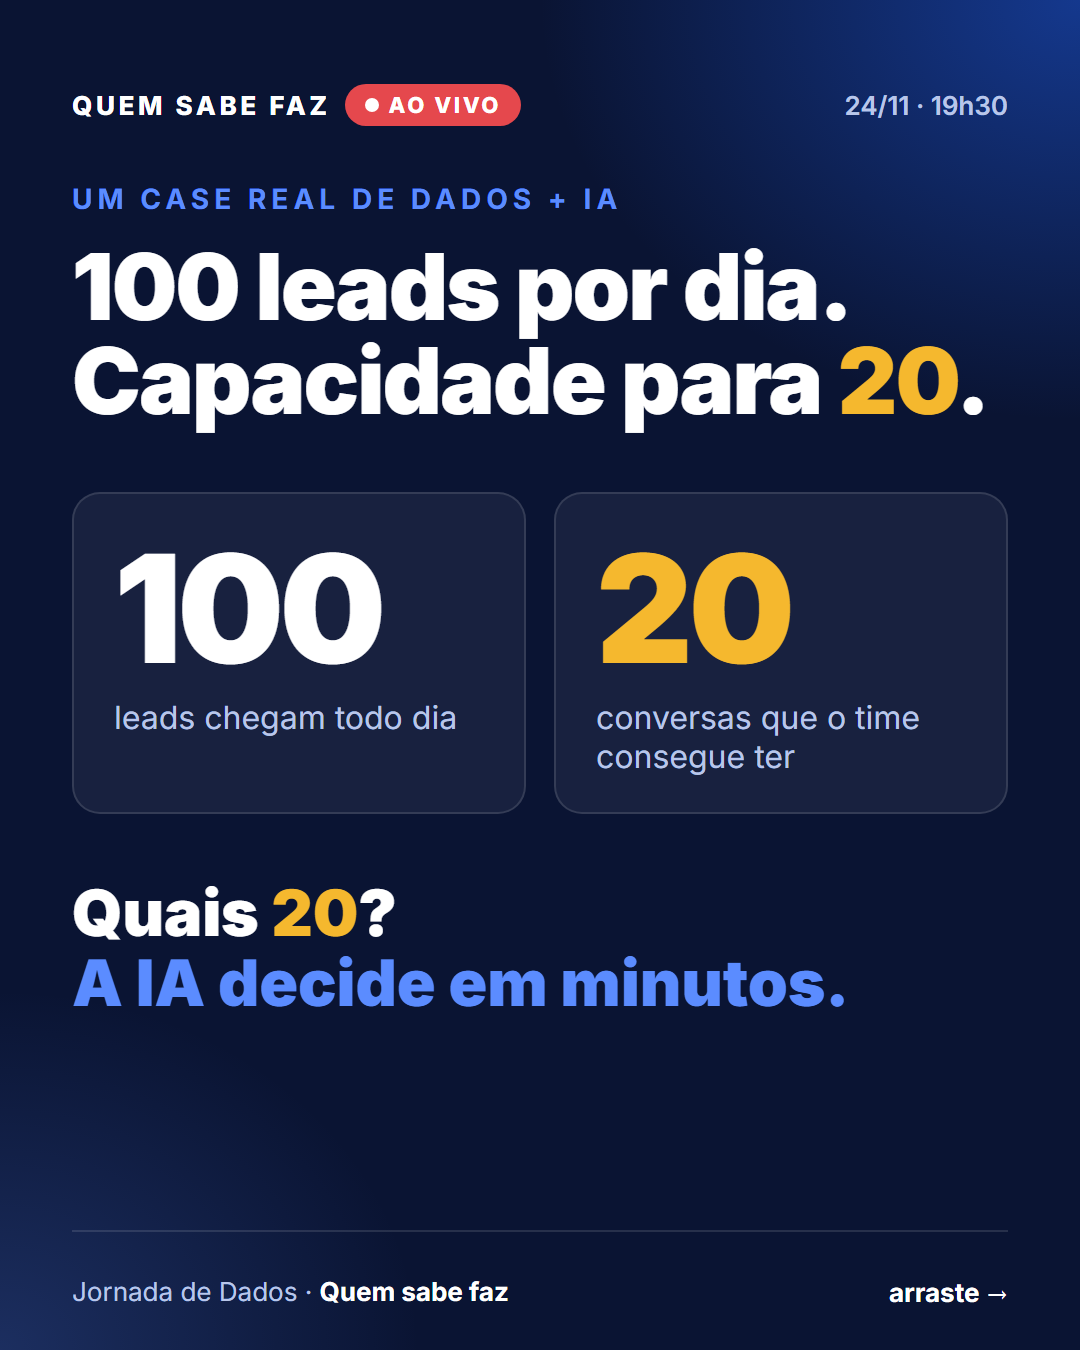 QUEM SABE FAZ
AO VIVO
24/11 · 19h30
UM CASE REAL DE DADOS + IA
100 leads por dia.
Capacidade para 20.
100
leads chegam todo dia
20
conversas que o time
consegue ter
Quais 20?
A IA decide em minutos.
Jornada de Dados · Quem sabe faz
arraste →